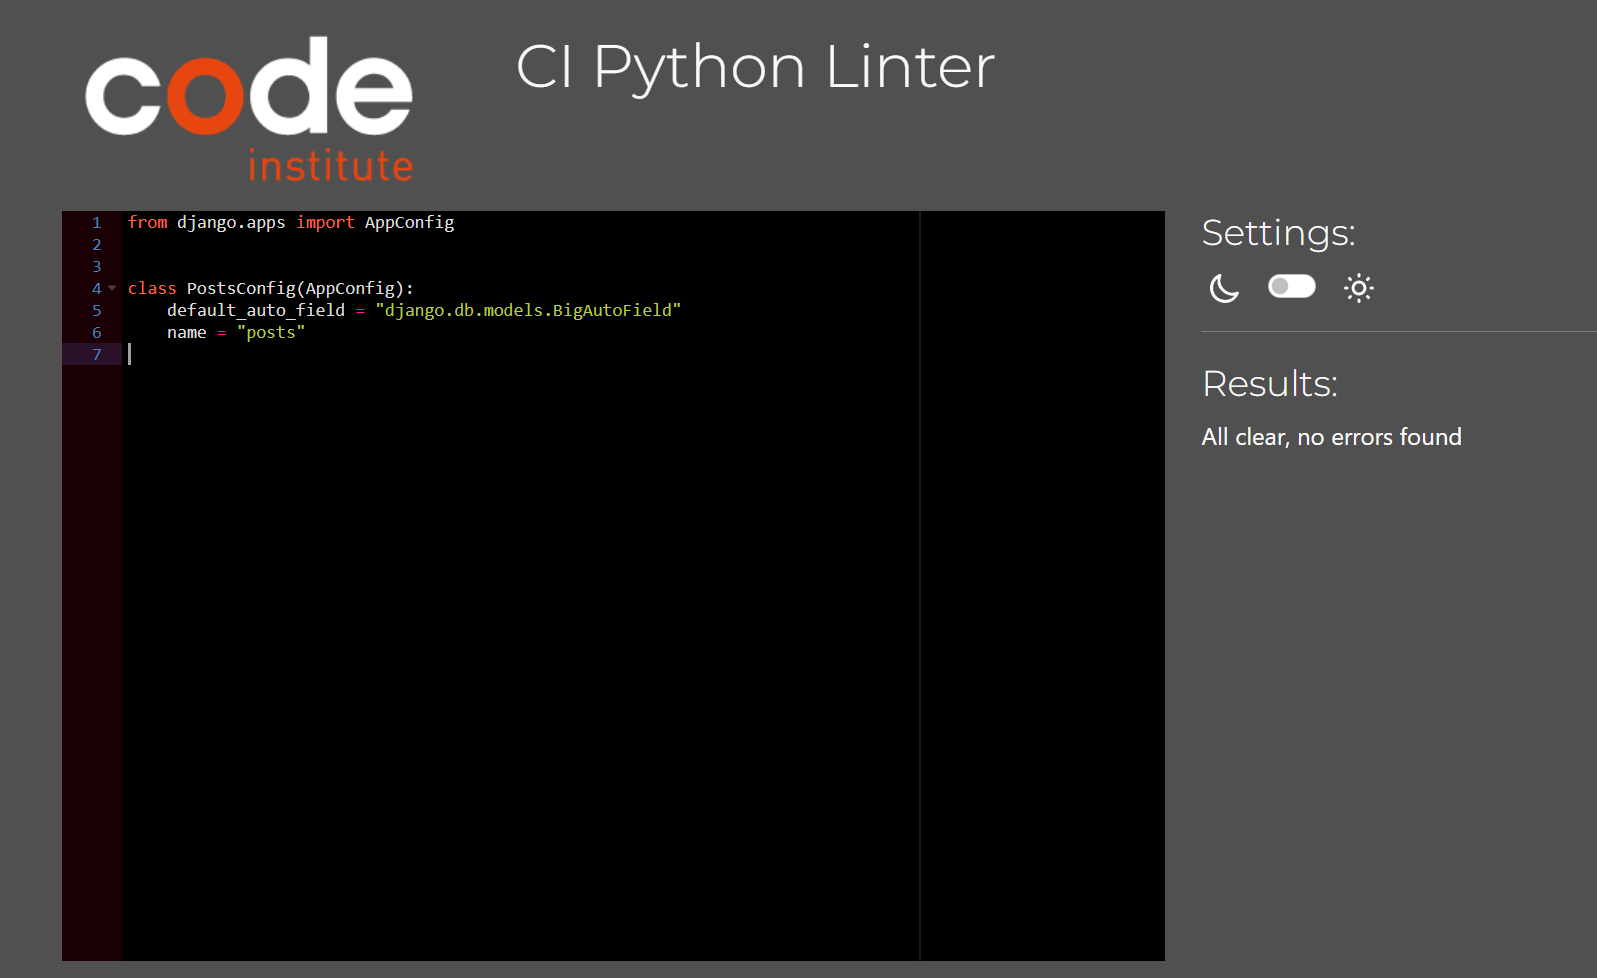 code
institute
CI Python Linter
1 from django.apps import AppConfig
2
3
4 class PostsConfig(AppConfig):
5     default_auto_field = "django.db.models.BigAutoField"
6     name = "posts"
7
Settings:
Results:
All clear, no errors found